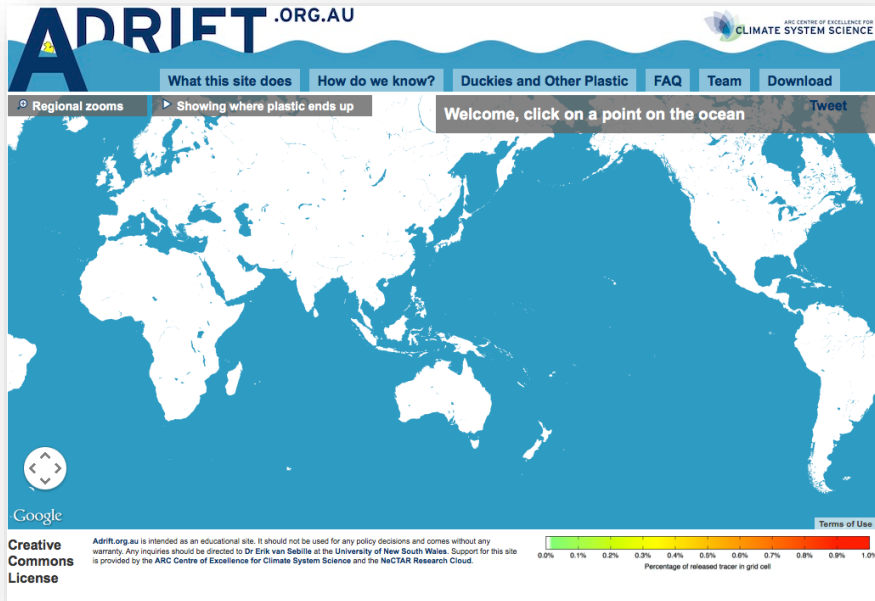 ADRIFT.ORG.AU
ARC CENTRE OF EXCELLENCE FOR
CLIMATE SYSTEM SCIENCE
What this site does How do we know? Duckies and Other Plastic FAQ Team Download
Regional zooms Showing where plastic ends up Welcome, click on a point on the ocean Tweet
Google
Terms of Use
Creative
Commons
License
Adrift.org.au is intended as an educational site. It should not be used for any policy decisions and comes without any
warranty. Any inquiries should be directed to Dr Erik van Sebille at the University of New South Wales. Support for this site
is provided by the ARC Centre of Excellence for Climate System Science and the NeCTAR Research Cloud.
0.0% 0.1% 0.2% 0.3% 0.4% 0.5% 0.6% 0.7% 0.8% 0.9% 1.0%
Percentage of released tracer in grid cell